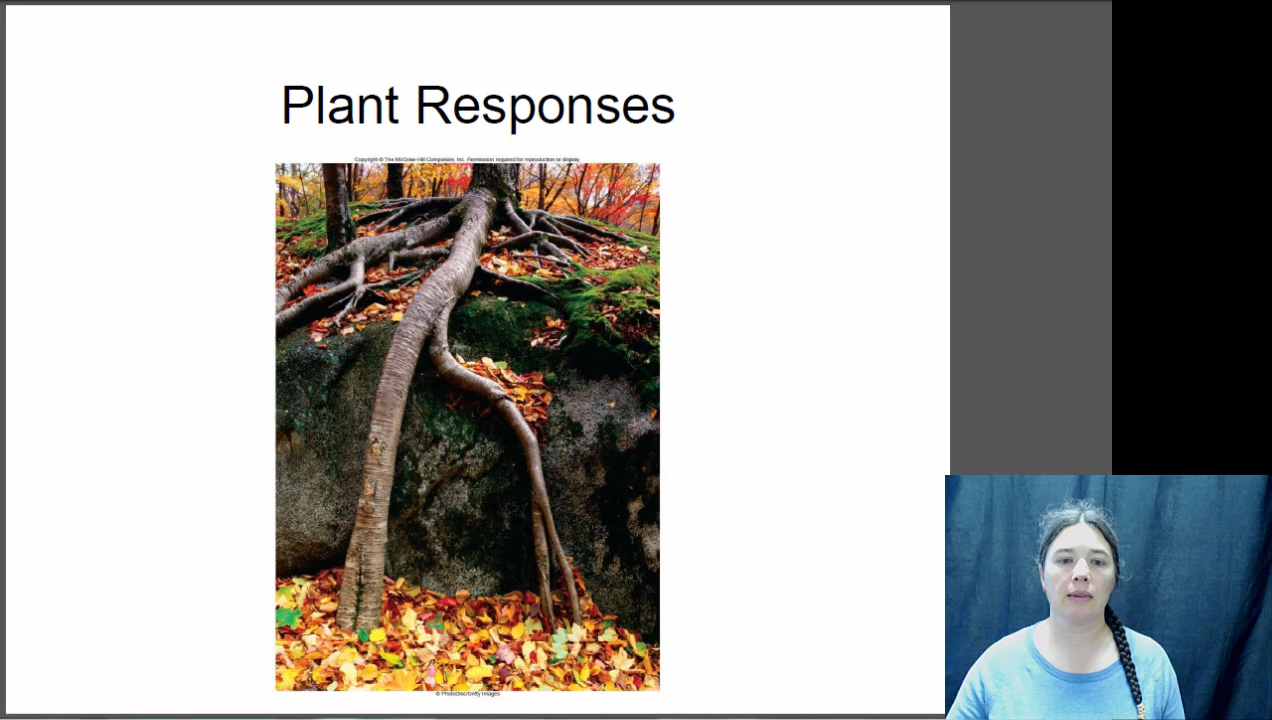 Plant Responses
Copyright © The McGraw-Hill Companies, Inc. Permission required for reproduction or display.
© PhotoDisc/Getty Images